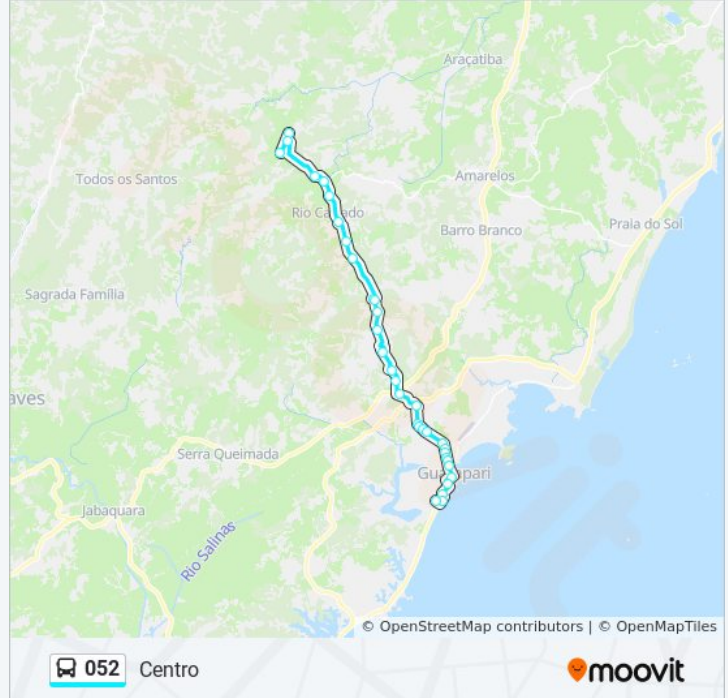 Araçatiba
Todos os Santos
Amarelos
Rio Calçado
Praia do Sol
Barro Branco
Sagrada Família
aves
Serra Queimada
Guarapari
Jabaquara
Rio Salinas
© OpenStreetMap contributors | © OpenMapTiles
052 Centro
moovit